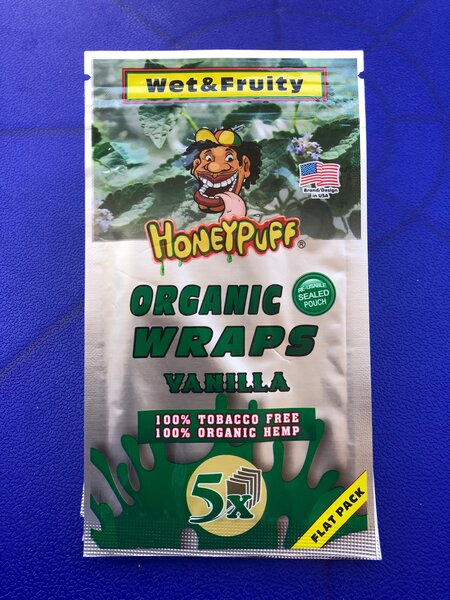 Wet&Fruity
Brand/Design
in USA
HONEYPUFF®
ORGANIC
WRAPS
RE-USABLE
SEALED
POUCH
VANILLA
100% TOBACCO FREE
100% ORGANIC HEMP
5x
FLAT PACK